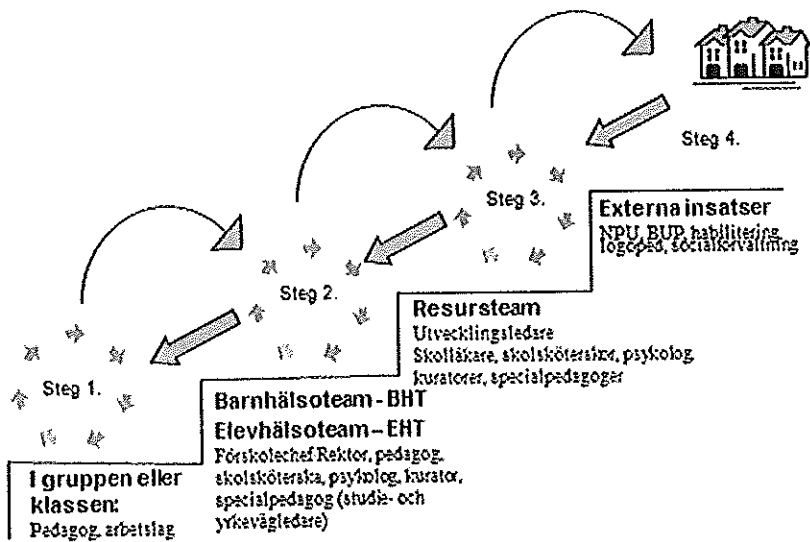 Steg 4.
Externa insatser
NPU, BUP, habilitering,
logoped, socialförvaltning
Steg 3.
Resursteam
Utvecklingsledare
Skolläkare, skolsköterskor, psykolog,
kuratorer, specialpedagoger
Steg 2.
Barnhälsoteam - BHT
Elevhälsoteam – EHT
Förskolechef Rektor, pedagog,
skolsköterska, psykolog, kurator,
specialpedagog (studie- och
yrkevägledare)
Steg 1.
I gruppen eller
klassen:
Pedagog, arbetslag